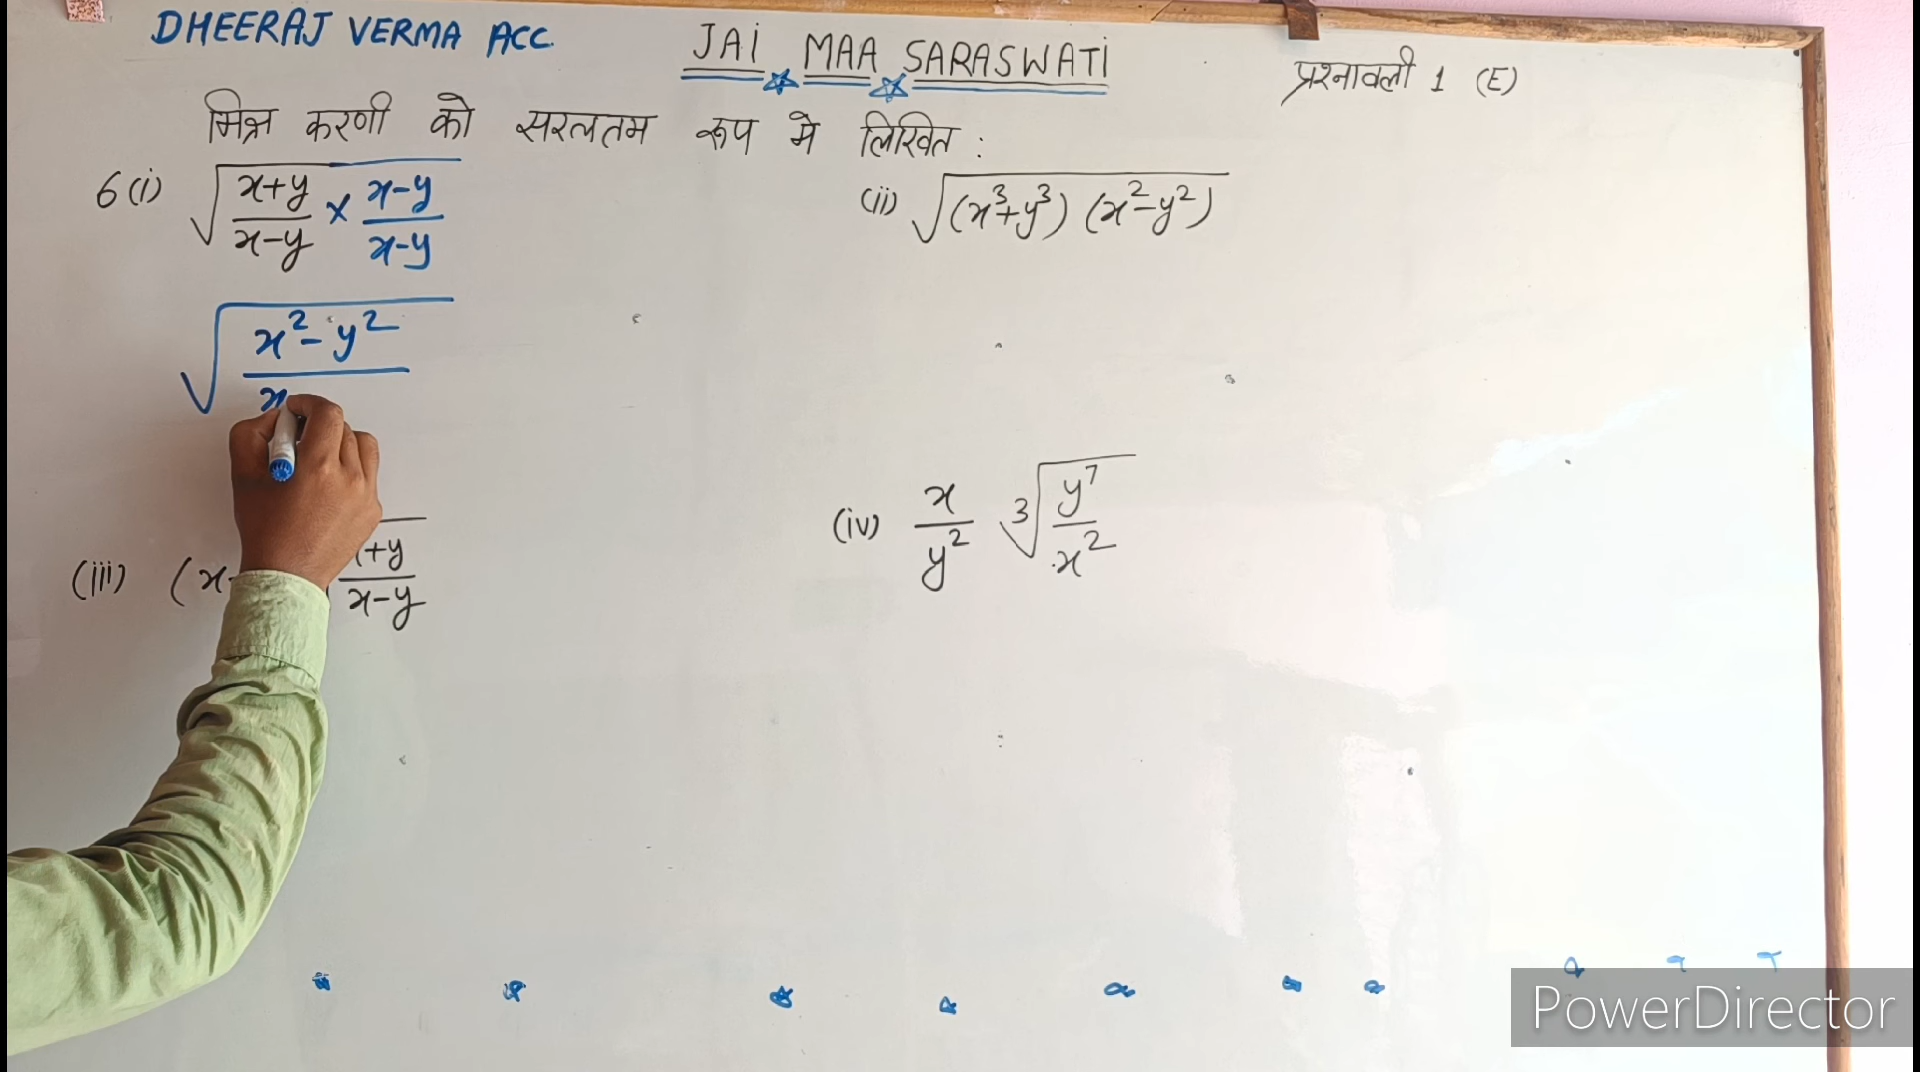 DHEERAJ VERMA ACC.
JAI MAA SARASWATI
प्रश्नावली 1 (E)
मिश्र करणी को सरलतम रूप मे लिखित :
6 (i) √((x+y)/(x-y) × (x-y)/(x-y))
(ii) √((x³+y³) (x²-y²))
√((x²-y²)/x
(iii) (x- +y/(x-y)
(iv) x/y² ∛(y⁷/x²)
PowerDirector